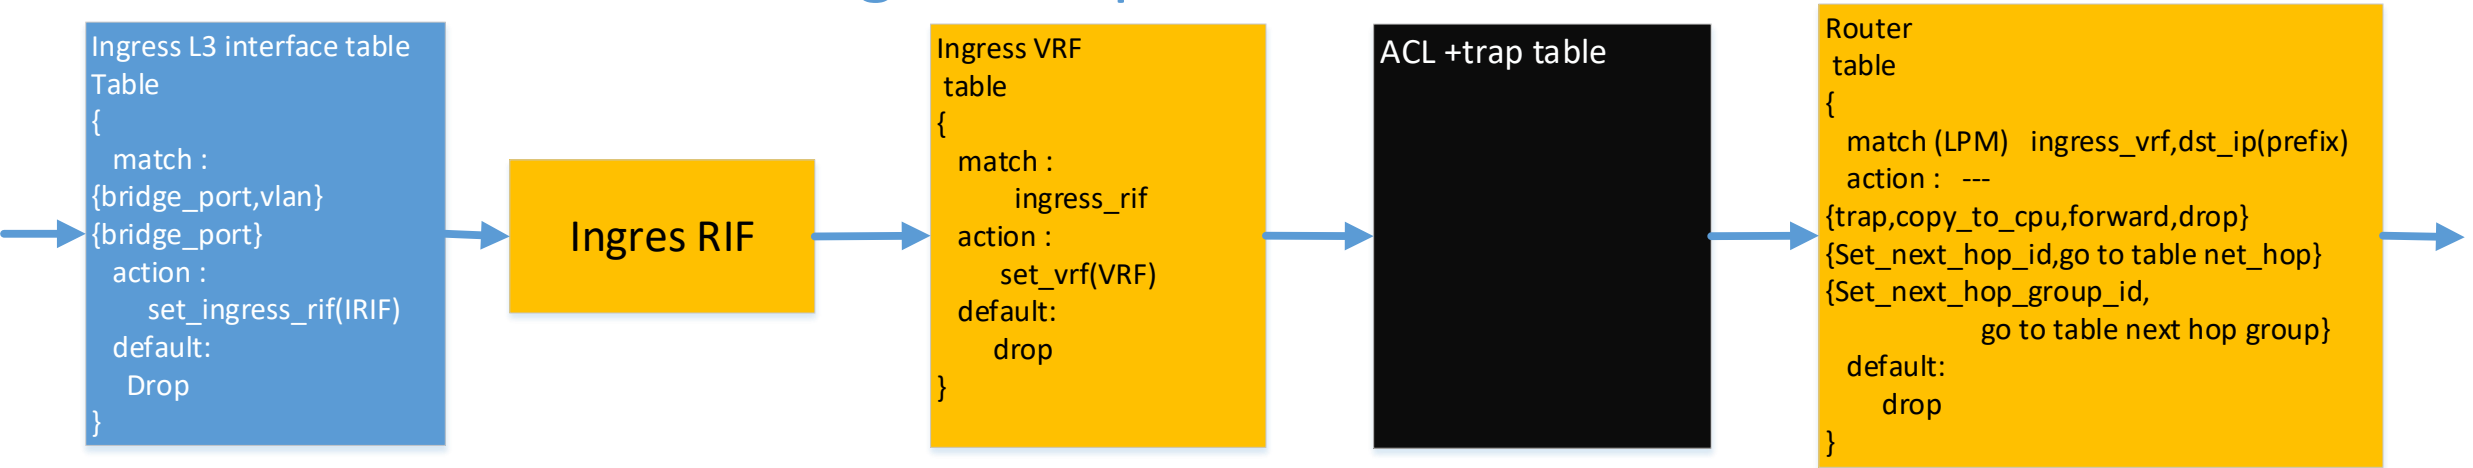 Ingress L3 interface table
Table
{
match :
{bridge_port,vlan}
{bridge_port}
action :
set_ingress_rif(IRIF)
default:
Drop
}
Ingres RIF
Ingress VRF
table
{
match :
ingress_rif
action :
set_vrf(VRF)
default:
drop
}
ACL +trap table
Router
table
{
match (LPM) ingress_vrf,dst_ip(prefix)
action : ---
{trap,copy_to_cpu,forward,drop}
{Set_next_hop_id,go to table net_hop}
{Set_next_hop_group_id,
go to table next hop group}
default:
drop
}